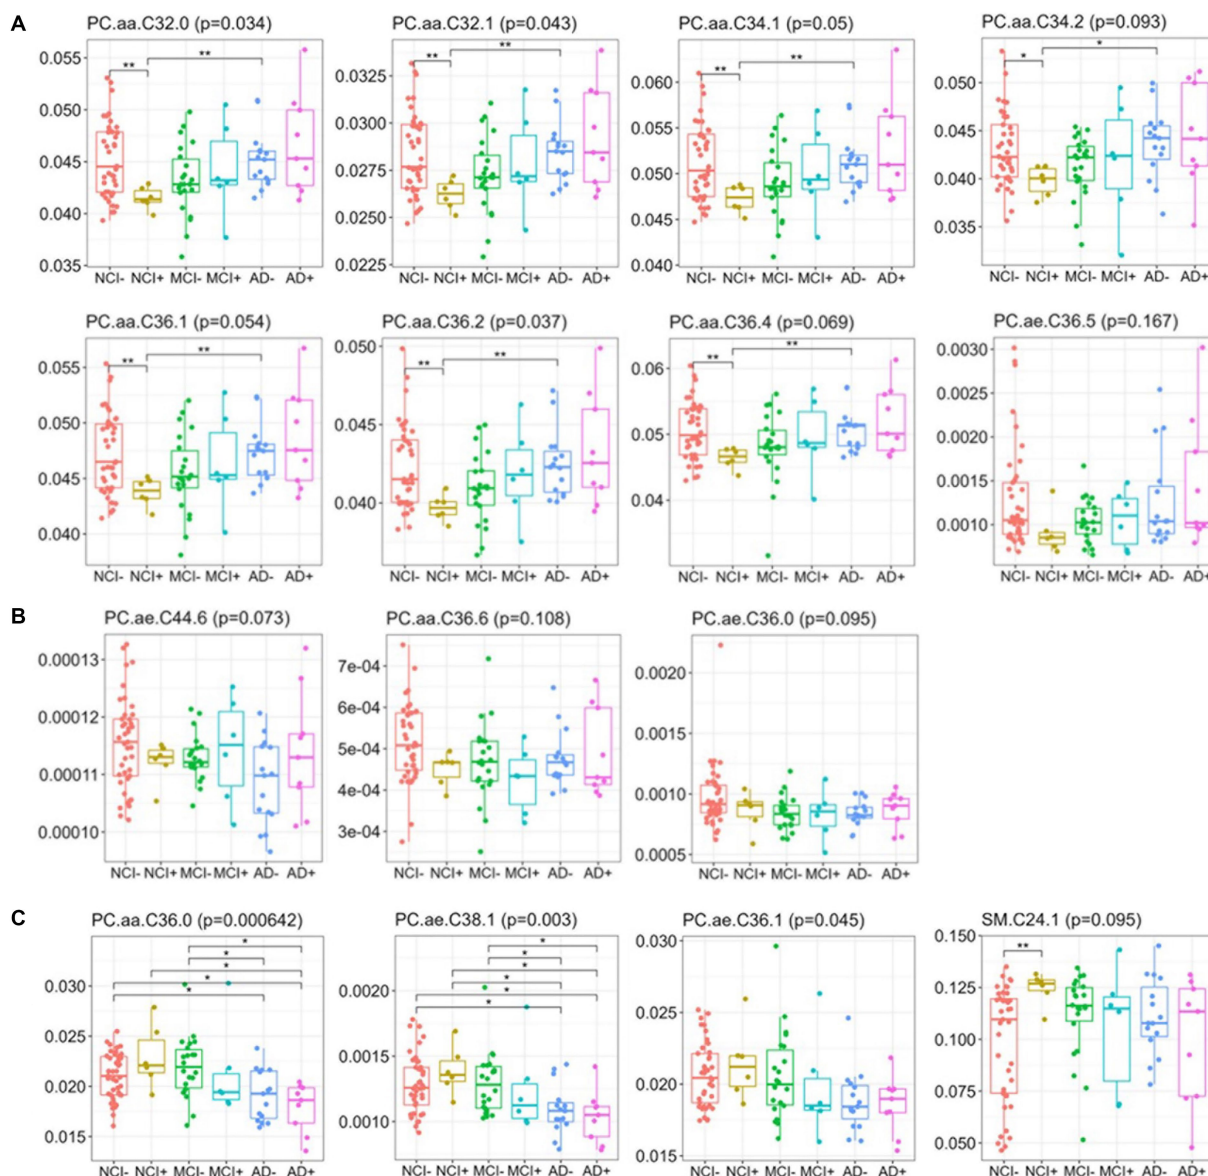 A
PC.aa.C32.0 (p=0.034)
PC.aa.C32.1 (p=0.043)
PC.aa.C34.1 (p=0.05)
PC.aa.C34.2 (p=0.093)
0.055
0.050
0.045
0.040
0.035
** **
NCI- NCI+ MCI- MCI+ AD- AD+
0.0325
0.0300
0.0275
0.0250
0.0225
** **
NCI- NCI+ MCI- MCI+ AD- AD+
0.060
0.055
0.050
0.045
0.040
** **
NCI- NCI+ MCI- MCI+ AD- AD+
0.050
0.045
0.040
0.035
* *
NCI- NCI+ MCI- MCI+ AD- AD+
PC.aa.C36.1 (p=0.054)
PC.aa.C36.2 (p=0.037)
PC.aa.C36.4 (p=0.069)
PC.ae.C36.5 (p=0.167)
0.055
0.050
0.045
0.040
** **
NCI- NCI+ MCI- MCI+ AD- AD+
0.050
0.045
0.040
** **
NCI- NCI+ MCI- MCI+ AD- AD+
0.06
0.05
0.04
** **
NCI- NCI+ MCI- MCI+ AD- AD+
0.0030
0.0025
0.0020
0.0015
0.0010
NCI- NCI+ MCI- MCI+ AD- AD+
B
PC.ae.C44.6 (p=0.073)
PC.aa.C36.6 (p=0.108)
PC.ae.C36.0 (p=0.095)
0.00013
0.00012
0.00011
0.00010
NCI- NCI+ MCI- MCI+ AD- AD+
7e-04
6e-04
5e-04
4e-04
3e-04
NCI- NCI+ MCI- MCI+ AD- AD+
0.0020
0.0015
0.0010
0.0005
NCI- NCI+ MCI- MCI+ AD- AD+
C
PC.aa.C36.0 (p=0.000642)
PC.ae.C38.1 (p=0.003)
PC.ae.C36.1 (p=0.045)
SM.C24.1 (p=0.095)
*
*
*
*
*
0.030
0.025
0.020
0.015
NCI- NCI+ MCI- MCI+ AD- AD+
*
*
*
*
*
*
0.0020
0.0015
0.0010
NCI- NCI+ MCI- MCI+ AD- AD+
0.030
0.025
0.020
0.015
NCI- NCI+ MCI- MCI+ AD- AD+
**
0.150
0.125
0.100
0.075
0.050
NCI- NCI+ MCI- MCI+ AD- AD+